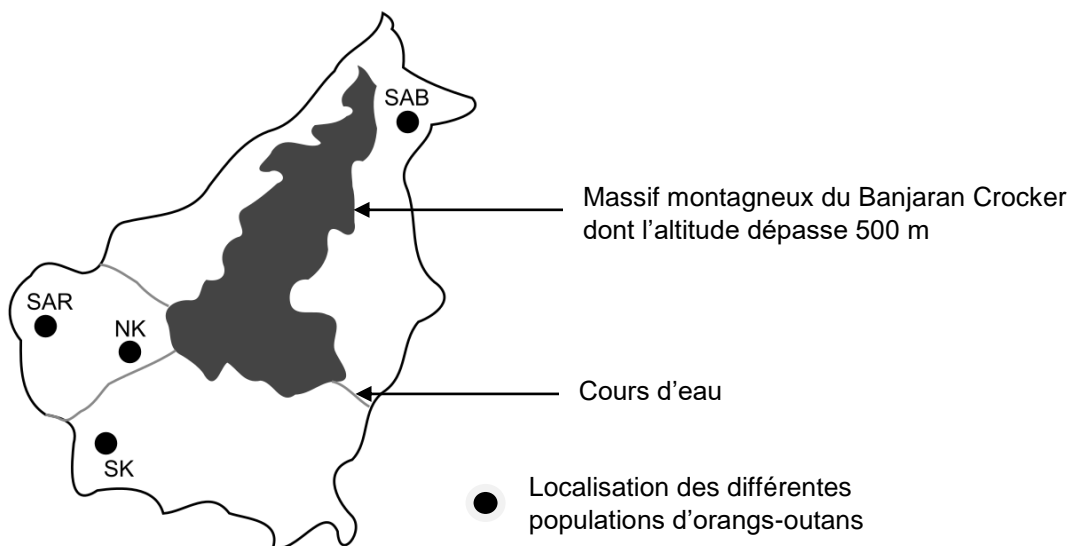 SAB
Massif montagneux du Banjaran Crocker
dont l’altitude dépasse 500 m
SAR
NK
Cours d’eau
SK
Localisation des différentes
populations d’orangs-outans